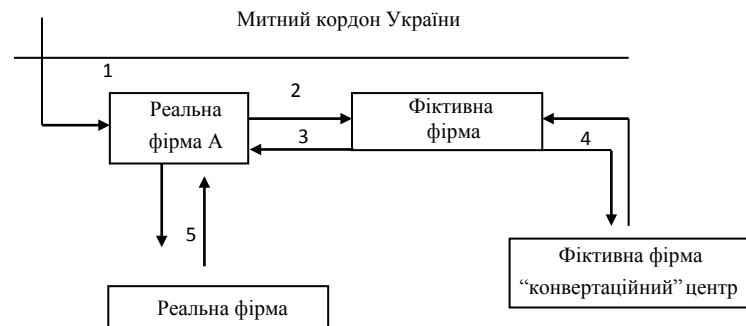 Митний кордон України
1
Реальна
фірма А
2
3
Фіктивна
фірма
4
5
Фіктивна фірма
“конвертаційний” центр
Реальна фірма